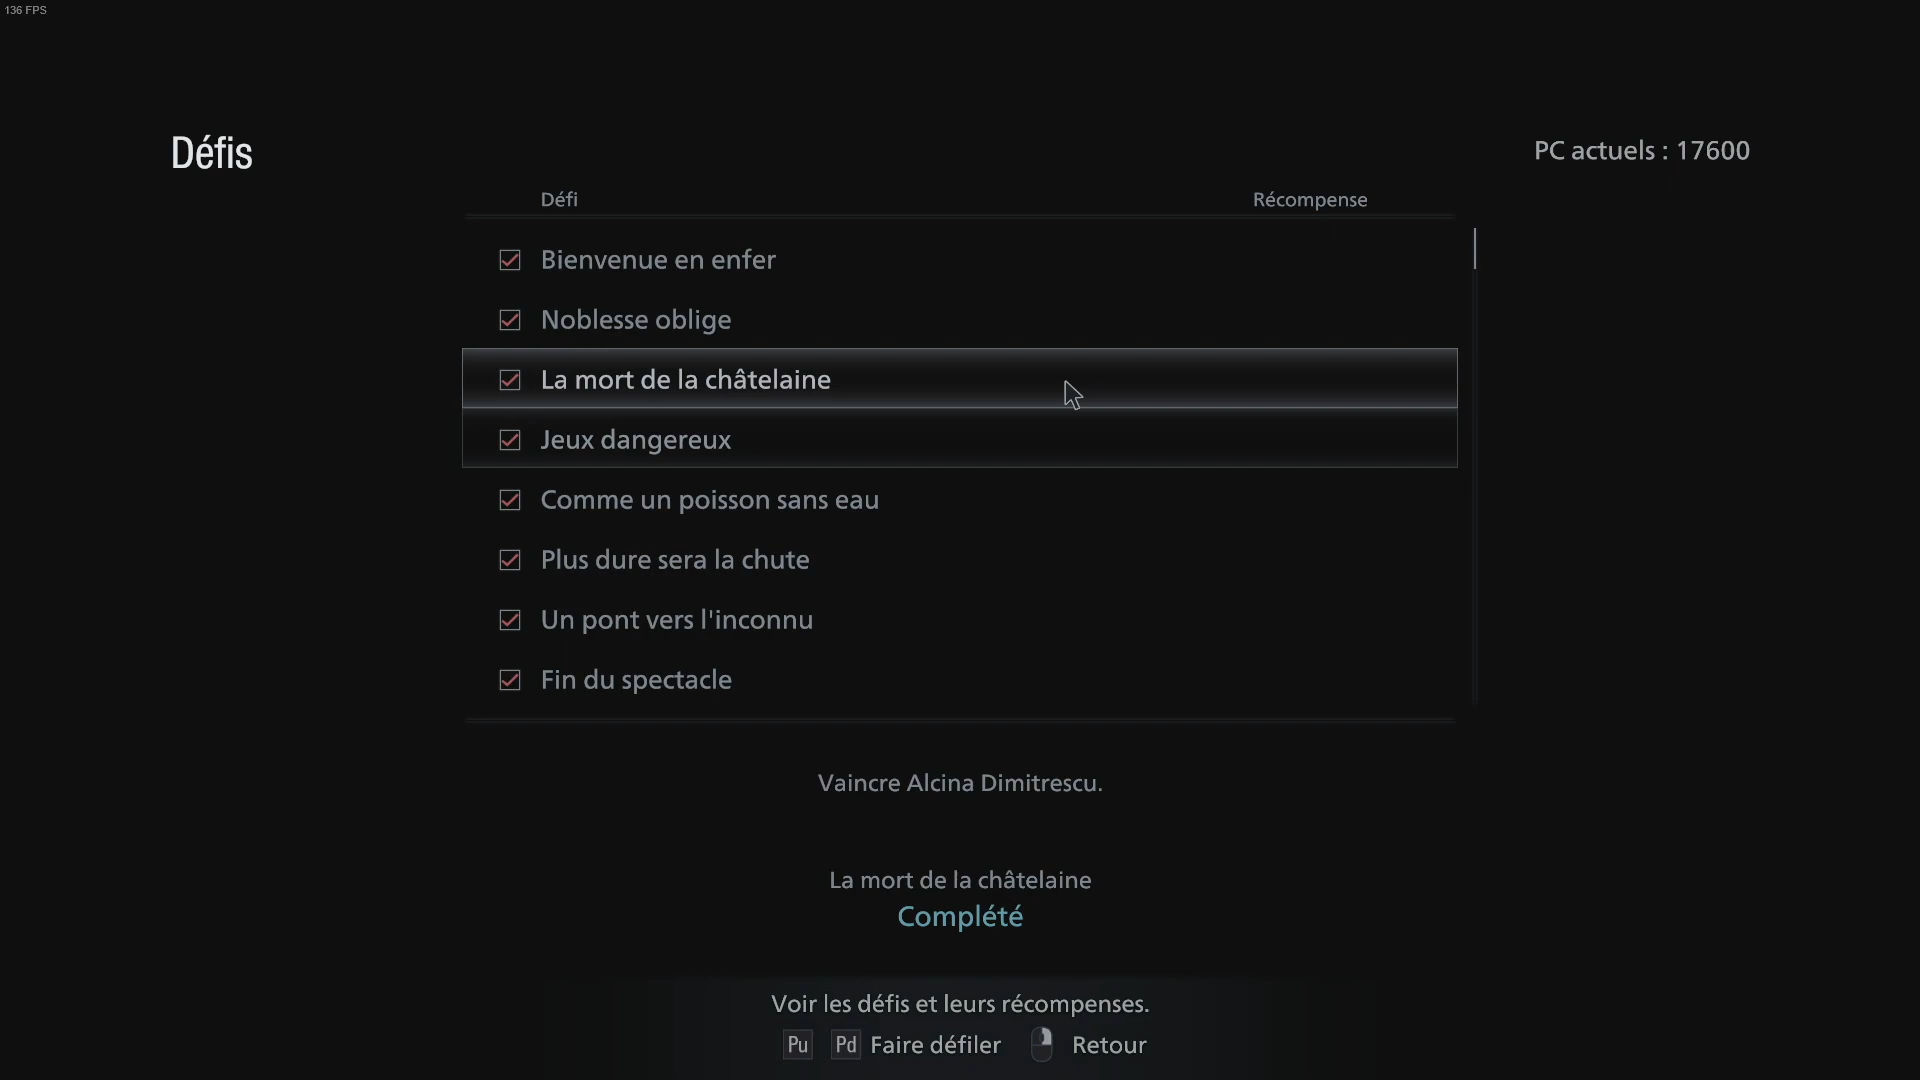 136 FPS
Défis
PC actuels : 17600
Défi
Récompense
Bienvenue en enfer
Noblesse oblige
La mort de la châtelaine
Jeux dangereux
Comme un poisson sans eau
Plus dure sera la chute
Un pont vers l'inconnu
Fin du spectacle
Vaincre Alcina Dimitrescu.
La mort de la châtelaine
Complété
Voir les défis et leurs récompenses.
Pu Pd Faire défiler Retour